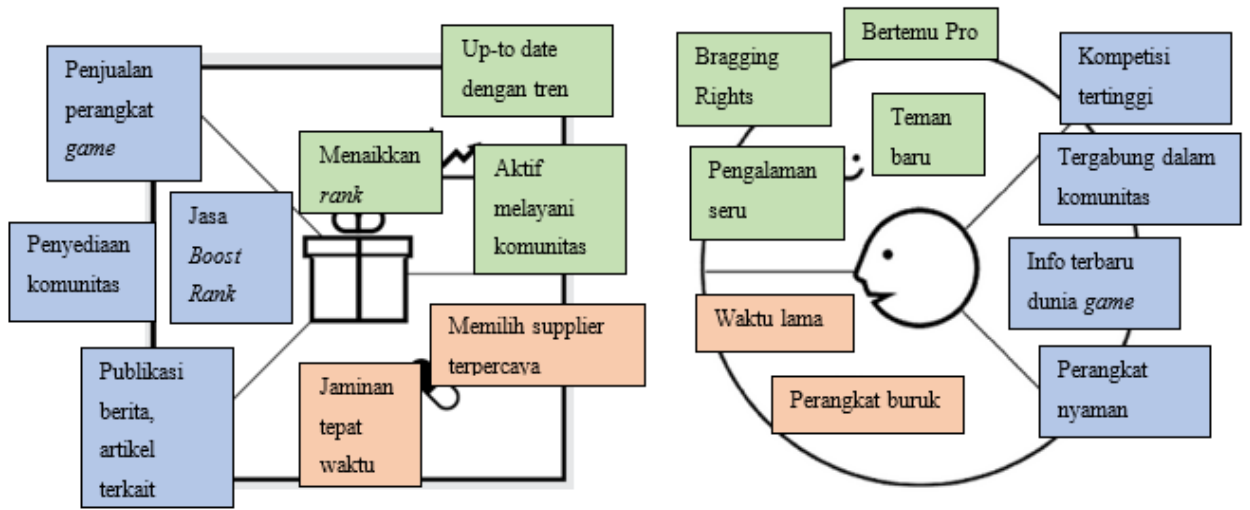 Penjualan
perangkat
game
Up-to date
dengan tren
Menaikkan
rank
Aktif
melayani
komunitas
Jasa
Boost
Rank
Penyediaan
komunitas
Memilih supplier
terpercaya
Publikasi
berita,
artikel
terkait
Jaminan
tepat
waktu
Bertemu Pro
Bragging
Rights
Kompetisi
tertinggi
Teman
baru
Pengalaman
seru
Tergabung dalam
komunitas
Info terbaru
dunia game
Waktu lama
Perangkat
nyaman
Perangkat buruk